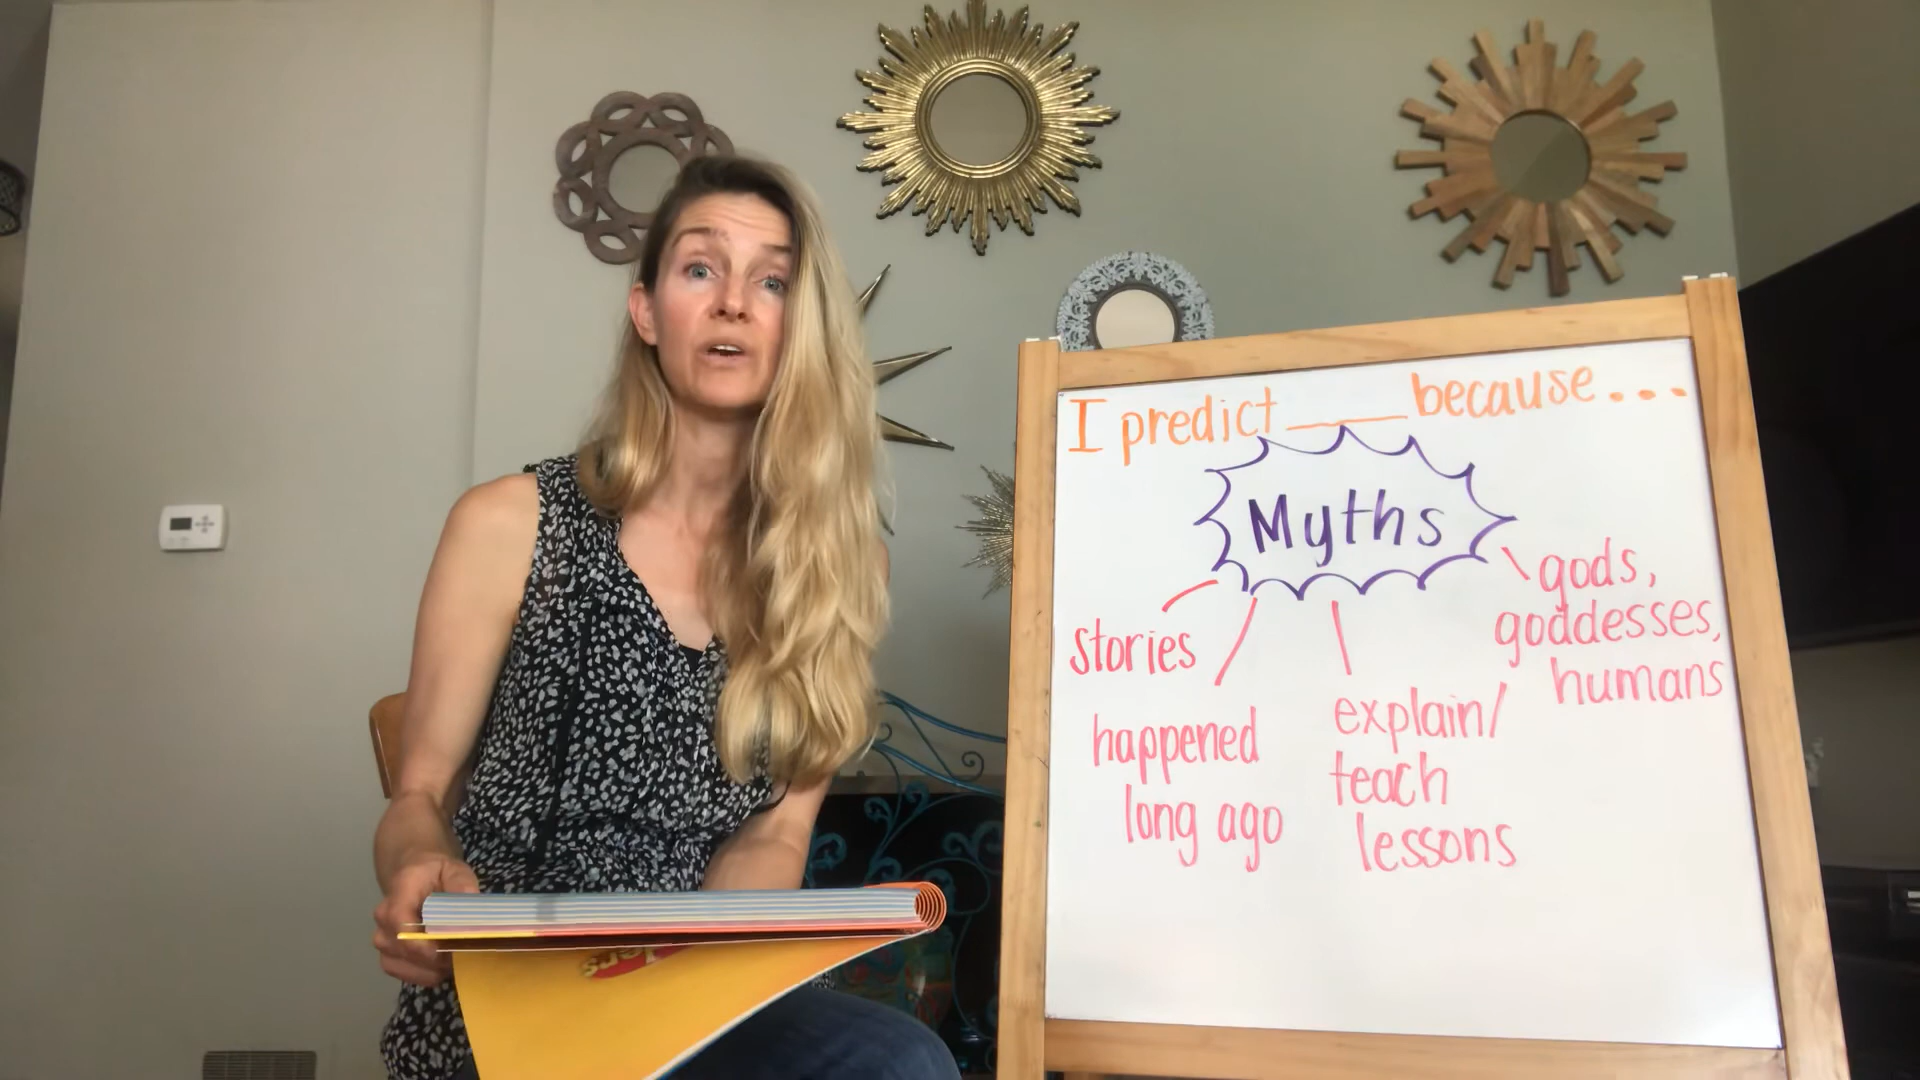 I predict ___ because...
Myths
stories
happened
long ago
explain/
teach
lessons
gods,
goddesses,
humans